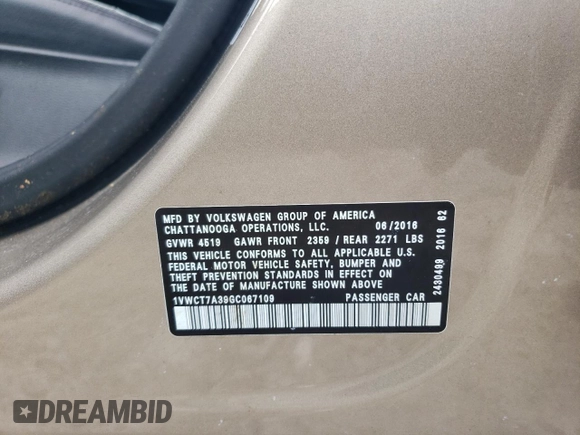 MFD BY VOLKSWAGEN GROUP OF AMERICA
CHATTANOOGA OPERATIONS, LLC. 06/2016
GVWR 4519 GAWR FRONT 2359 / REAR 2271 LBS
THIS VEHICLE CONFORMS TO ALL APPLICABLE U.S.
FEDERAL MOTOR VEHICLE SAFETY, BUMPER AND
THEFT PREVENTION STANDARDS IN EFFECT ON
THE DATE OF MANUFACTURE SHOWN ABOVE
1VWCT7A39GC067109 PASSENGER CAR
2430499 2016 62
DREAMBID